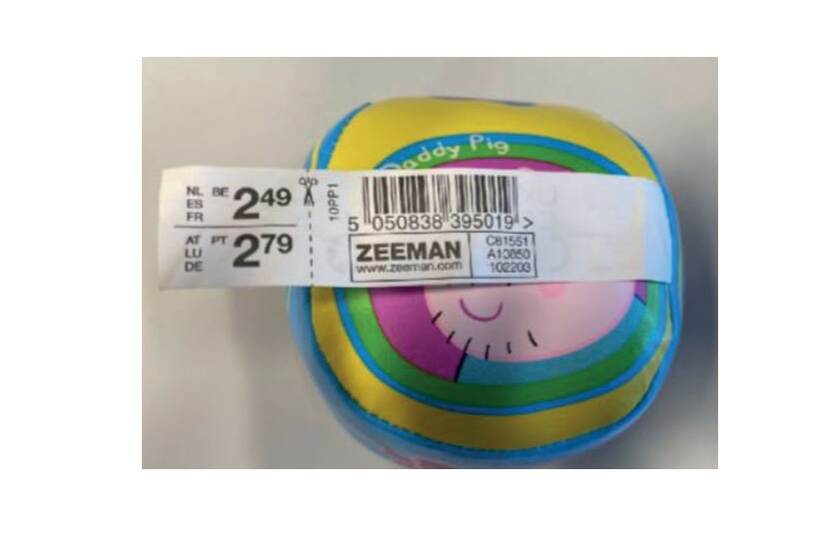 Daddy Pig
NL BE 2 49
ES
FR
AT PT 2 79
LU
DE
10PP1
5 050838 395019 >
ZEEMAN
www.zeeman.com
C81551
A10850
102203